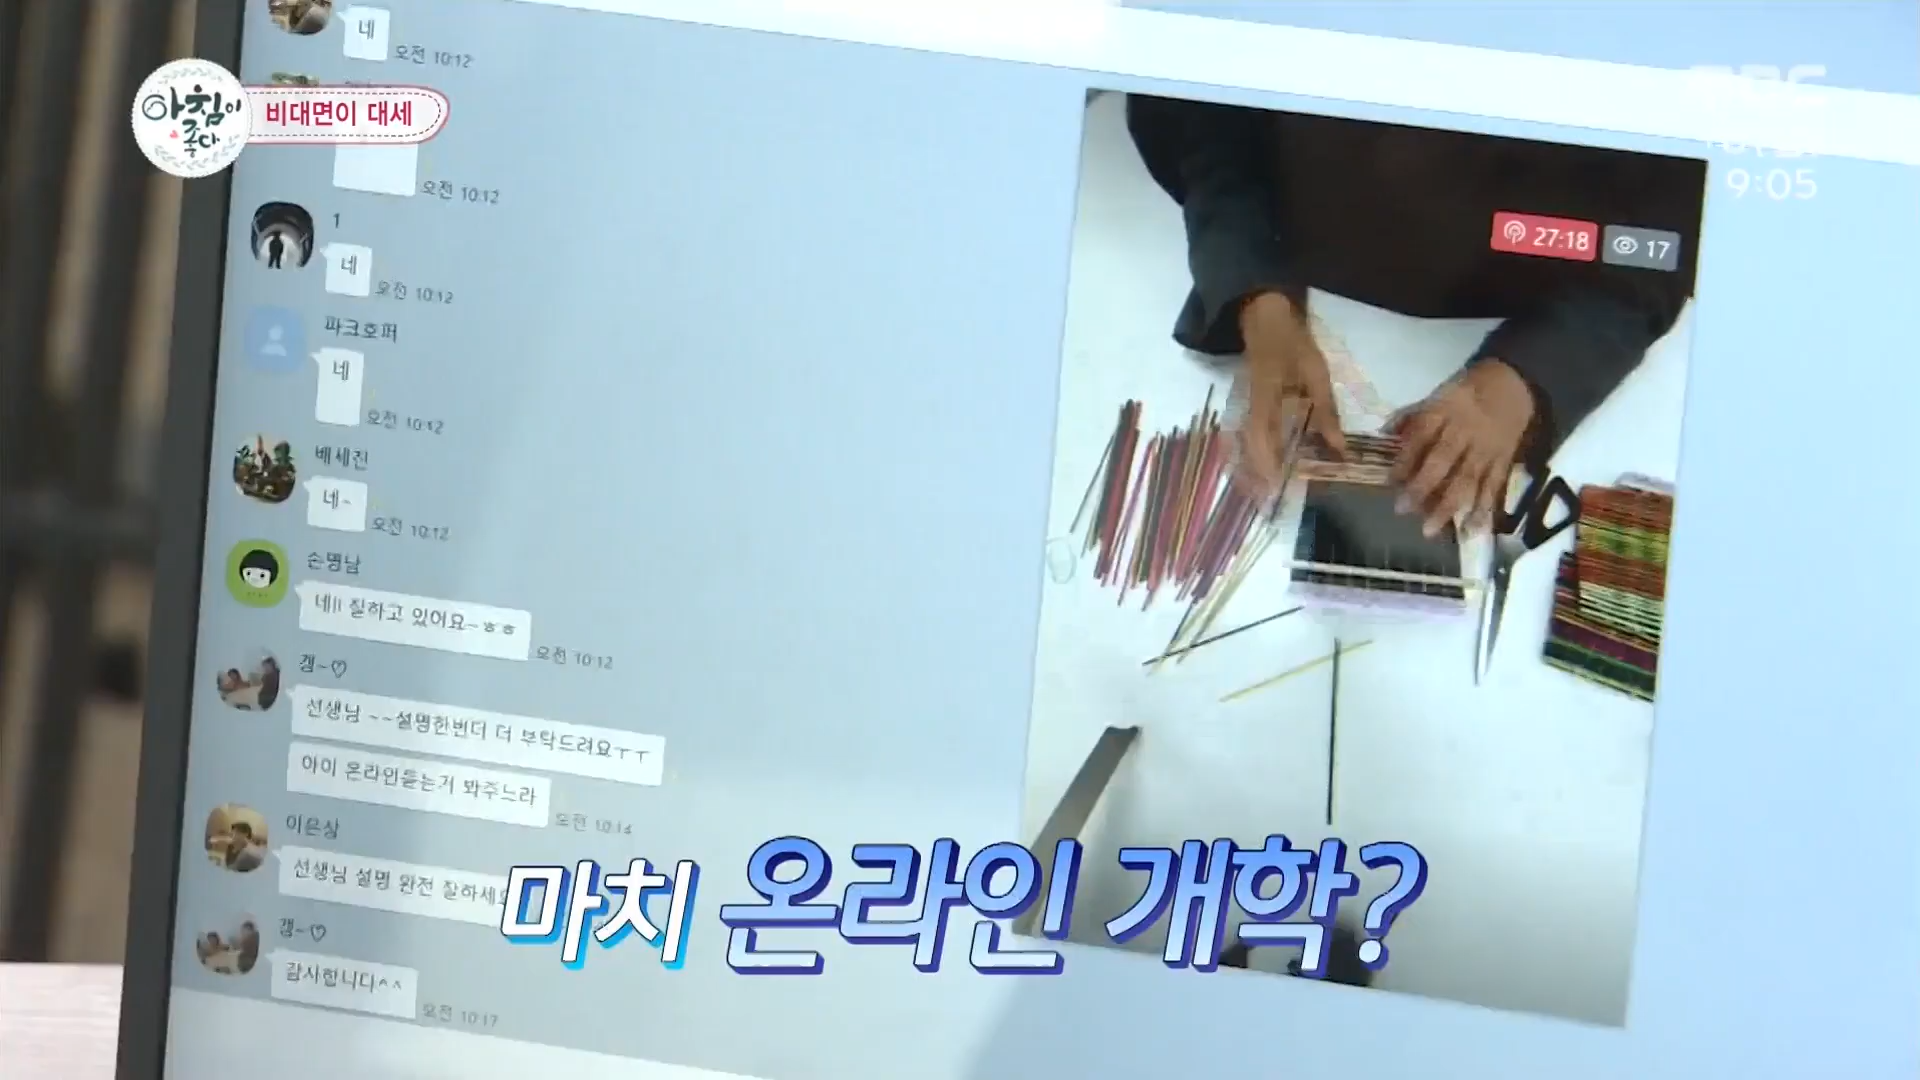 네
오전 10:12
아침이 좋다
비대면이 대세
MBC
9:05
오전 10:12
1
네
오전 10:12
27:18
17
파크호퍼
네
오전 10:12
배세진
네~
오전 10:12
손명남
네!! 잘하고 있어요~ㅎㅎ
오전 10:12
갱~♡
선생님 ~~설명한번더 더 부탁드려요ㅜㅜ
아이 온라인듣는거 봐주느라
오전 10:14
이은상
선생님 설명 완전 잘하세요
마치 온라인 개학?
갱~♡
감사합니다^^
오전 10:17